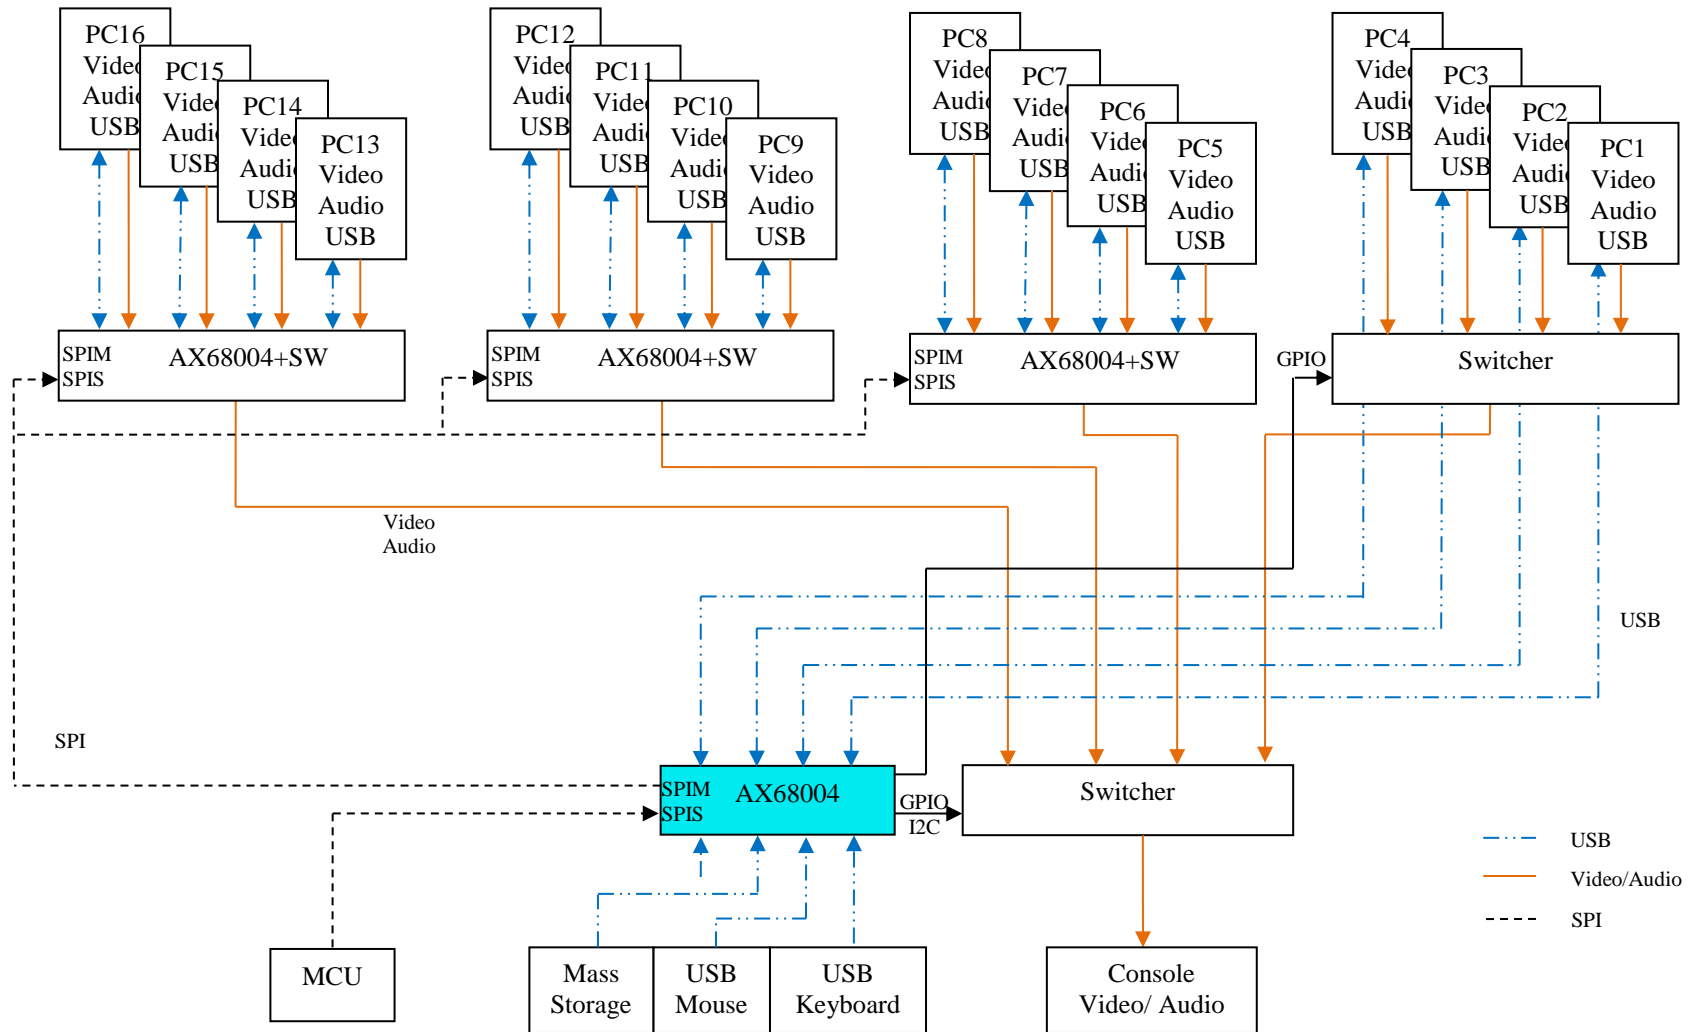 PC16
Video
Audio
USB
PC15
Video
Audio
USB
PC14
Video
Audio
USB
PC13
Video
Audio
USB
PC12
Video
Audio
USB
PC11
Video
Audio
USB
PC10
Video
Audio
USB
PC9
Video
Audio
USB
PC8
Video
Audio
USB
PC7
Video
Audio
USB
PC6
Video
Audio
USB
PC5
Video
Audio
USB
PC4
Video
Audio
USB
PC3
Video
Audio
USB
PC2
Video
Audio
USB
PC1
Video
Audio
USB
SPIM
SPIS
AX68004+SW
SPIM
SPIS
AX68004+SW
SPIM
SPIS
AX68004+SW
GPIO
Switcher
Video
Audio
USB
SPI
SPIM
SPIS
AX68004
GPIO
I2C
Switcher
USB
Video/Audio
SPI
MCU
Mass
Storage
USB
Mouse
USB
Keyboard
Console
Video/ Audio